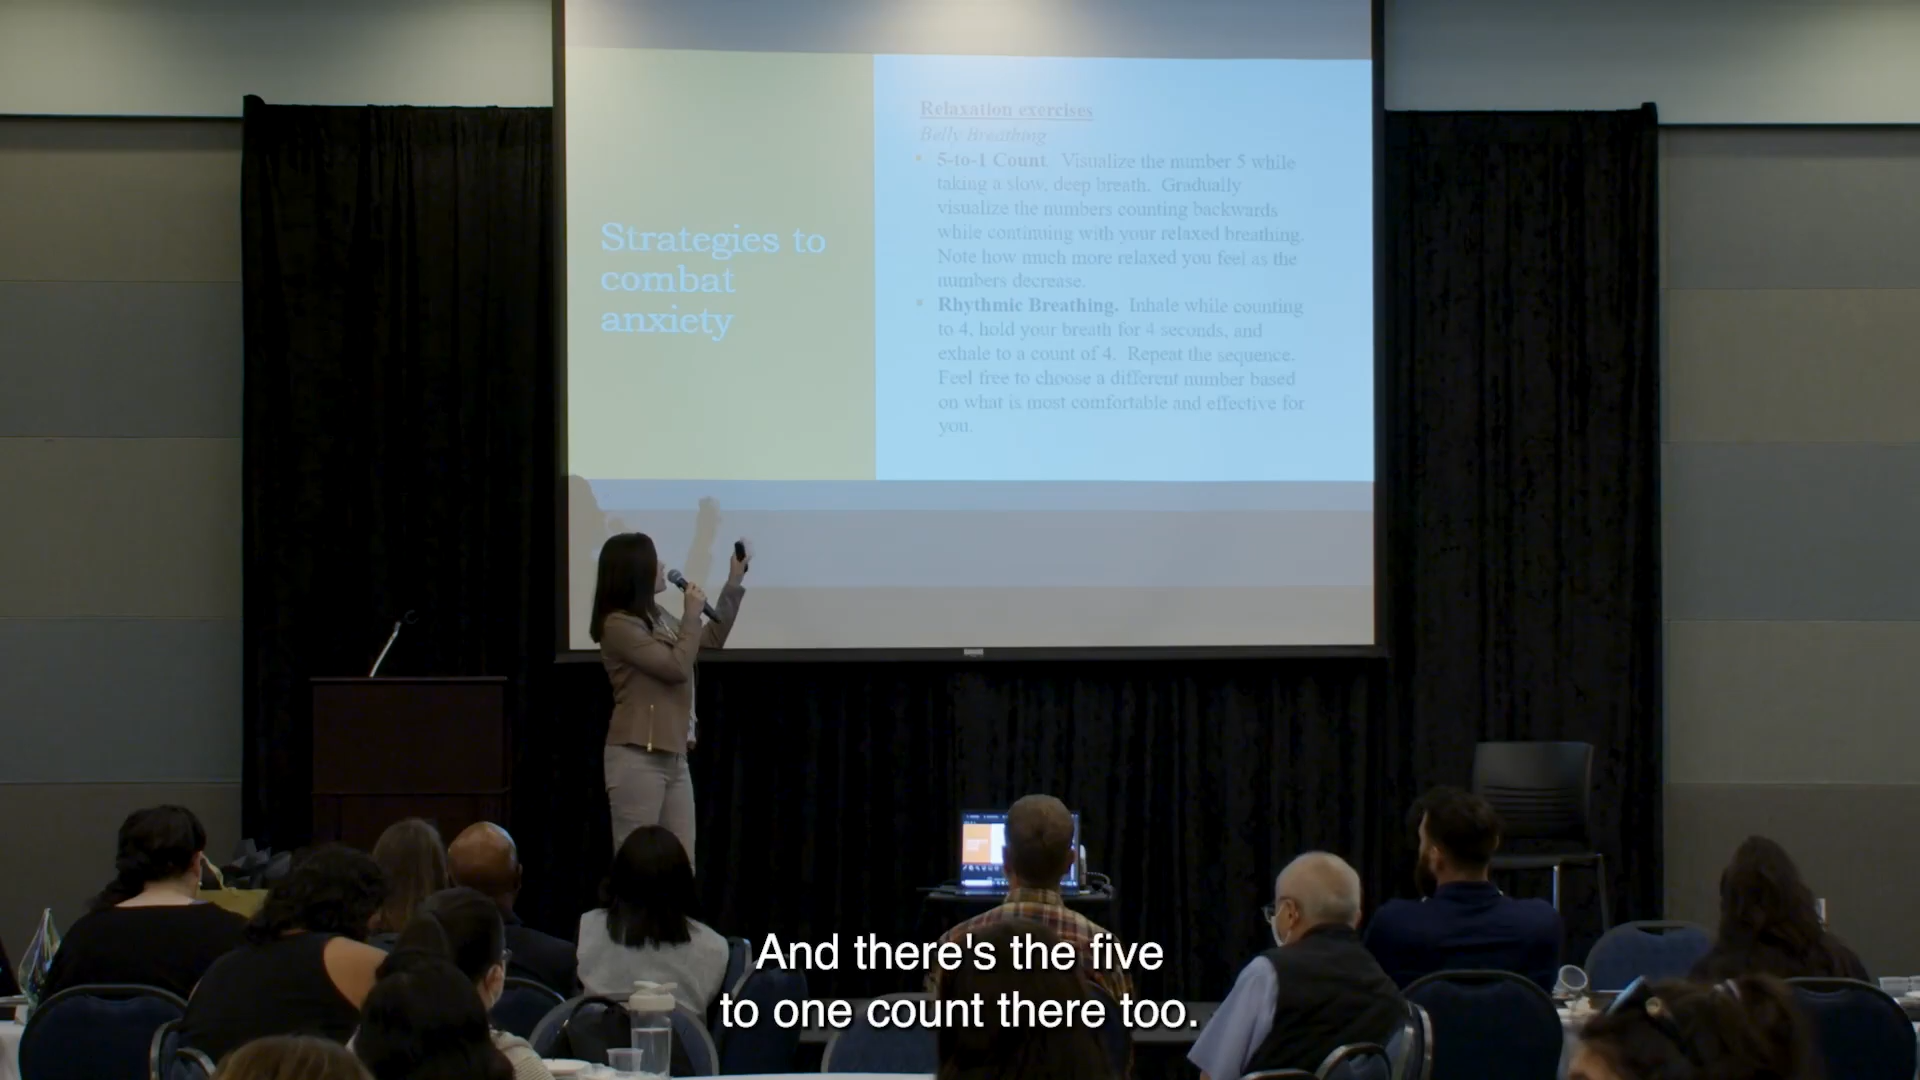 Strategies to
combat
anxiety
Relaxation exercises
Belly Breathing
5-to-1 Count  Visualize the number 5 while
taking a slow, deep breath.  Gradually
visualize the numbers counting backwards
while continuing with your relaxed breathing.
Note how much more relaxed you feel as the
numbers decrease.
Rhythmic Breathing.  Inhale while counting
to 4, hold your breath for 4 seconds, and
exhale to a count of 4.  Repeat the sequence.
Feel free to choose a different number based
on what is most comfortable and effective for
you.
And there's the five
to one count there too.